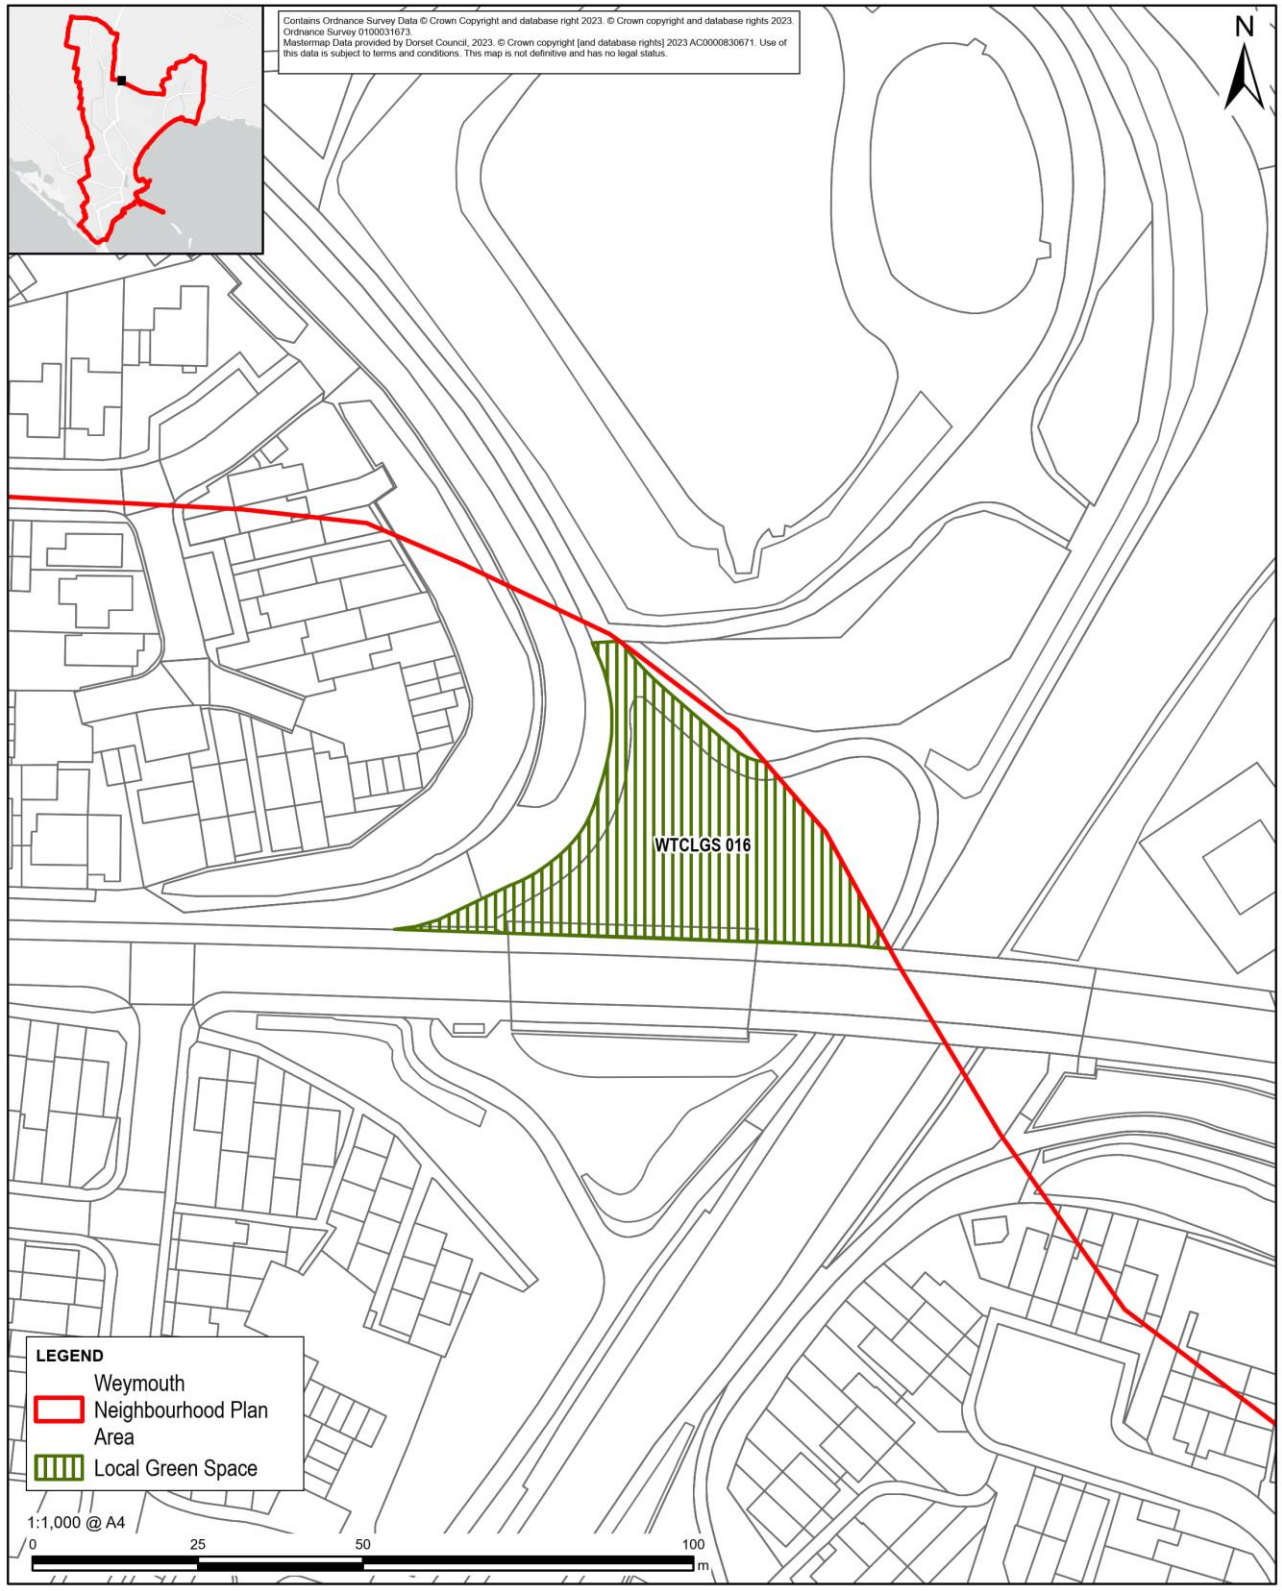 Contains Ordnance Survey Data © Crown Copyright and database right 2023. © Crown copyright and database rights 2023.
Ordnance Survey 0100031673.
Mastermap Data provided by Dorset Council, 2023. © Crown copyright [and database rights] 2023 AC0000830671. Use of
this data is subject to terms and conditions. This map is not definitive and has no legal status.
N
WTCLGS 016
LEGEND
Weymouth
Neighbourhood Plan
Area
Local Green Space
1:1,000 @ A4
0 25 50 100
m